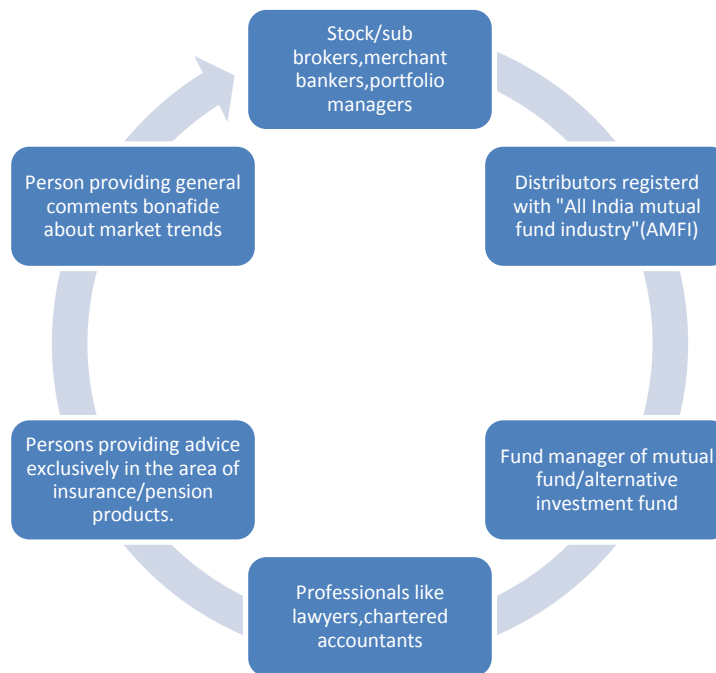 Stock/sub
brokers,merchant
bankers,portfolio
managers
Distributors registerd
with "All India mutual
fund industry"(AMFI)
Fund manager of mutual
fund/alternative
investment fund
Professionals like
lawyers,chartered
accountants
Persons providing advice
exclusively in the area of
insurance/pension
products.
Person providing general
comments bonafide
about market trends